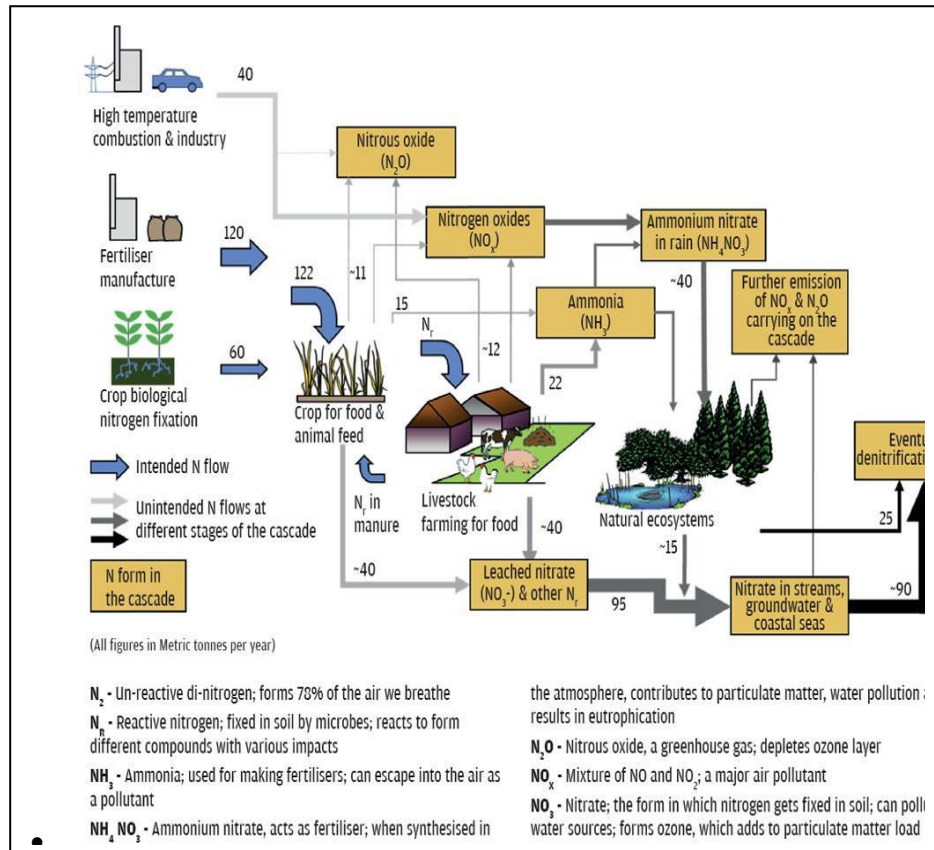 40
High temperature
combustion & industry
Nitrous oxide
(N2O)
Nitrogen oxides
(NOx)
Ammonium nitrate
in rain (NH4NO3)
120
Fertiliser
manufacture
122
~11
15
Ammonia
(NH3)
~40
Further emission
of NOx & N2O
carrying on the
cascade
Nr
~12
22
60
Crop biological
nitrogen fixation
Crop for food &
animal feed
Intended N flow
Nr in
manure
Livestock
farming for food
Natural ecosystems
Unintended N flows at
different stages of the cascade
25
~40
~15
~40
N form in
the cascade
Leached nitrate
(NO3-) & other Nr
95
Nitrate in streams,
groundwater &
coastal seas
~90
(All figures in Metric tonnes per year)
N2 - Un-reactive di-nitrogen; forms 78% of the air we breathe
NR - Reactive nitrogen; fixed in soil by microbes; reacts to form
different compounds with various impacts
NH3 - Ammonia; used for making fertilisers; can escape into the air as
a pollutant
NH4 NO3 - Ammonium nitrate, acts as fertiliser; when synthesised in
the atmosphere, contributes to particulate matter, water pollution
results in eutrophication
N2O - Nitrous oxide, a greenhouse gas; depletes ozone layer
NOx - Mixture of NO and NO2; a major air pollutant
NO3 - Nitrate; the form in which nitrogen gets fixed in soil; can
water sources; forms ozone, which adds to particulate matter load